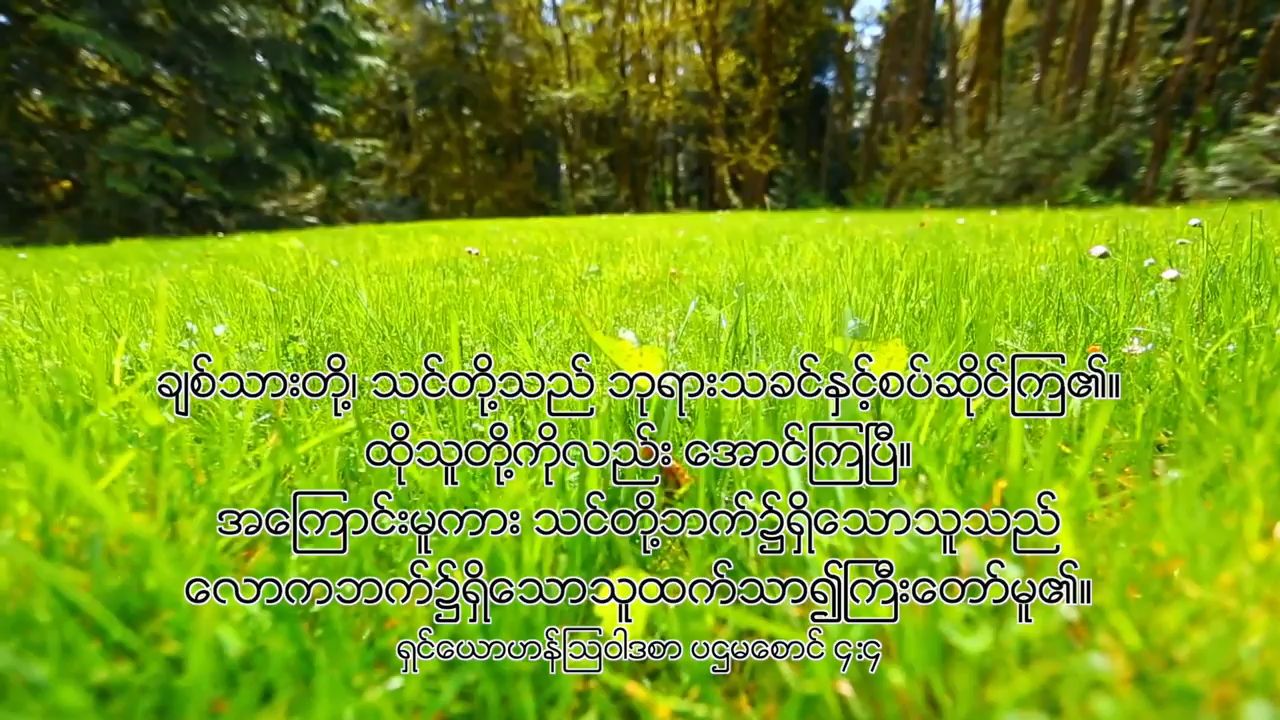 ချစ်သားတို့၊ သင်တို့သည် ဘုရားသခင်နှင့်စပ်ဆိုင်ကြ၏။
ထိုသူတို့ကိုလည်း အောင်ကြပြီ။
အကြောင်းမူကား သင်တို့ဘက်၌ရှိသောသူသည်
လောကဘက်၌ရှိသောသူထက်သာ၍ကြီးတော်မူ၏။
ရှင်ယောဟန်ဩဝါဒစာ ပဌမစောင် ၄:၄